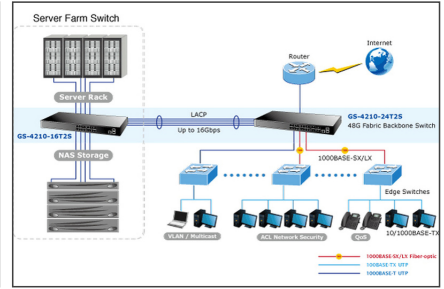 Server Farm Switch
Internet
Router
Server Rack
LACP
Up to 16Gbps
GS-4210-24T2S
48G Fabric Backbone Switch
GS-4210-16T2S
NAS Storage
1000BASE-SX/LX
Edge Switches
10/1000BASE-TX
VLAN / Multicast
ACL Network Security
QoS
1000BASE-SX/LX Fiber-optic
100BASE-TX UTP
1000BASE-T UTP